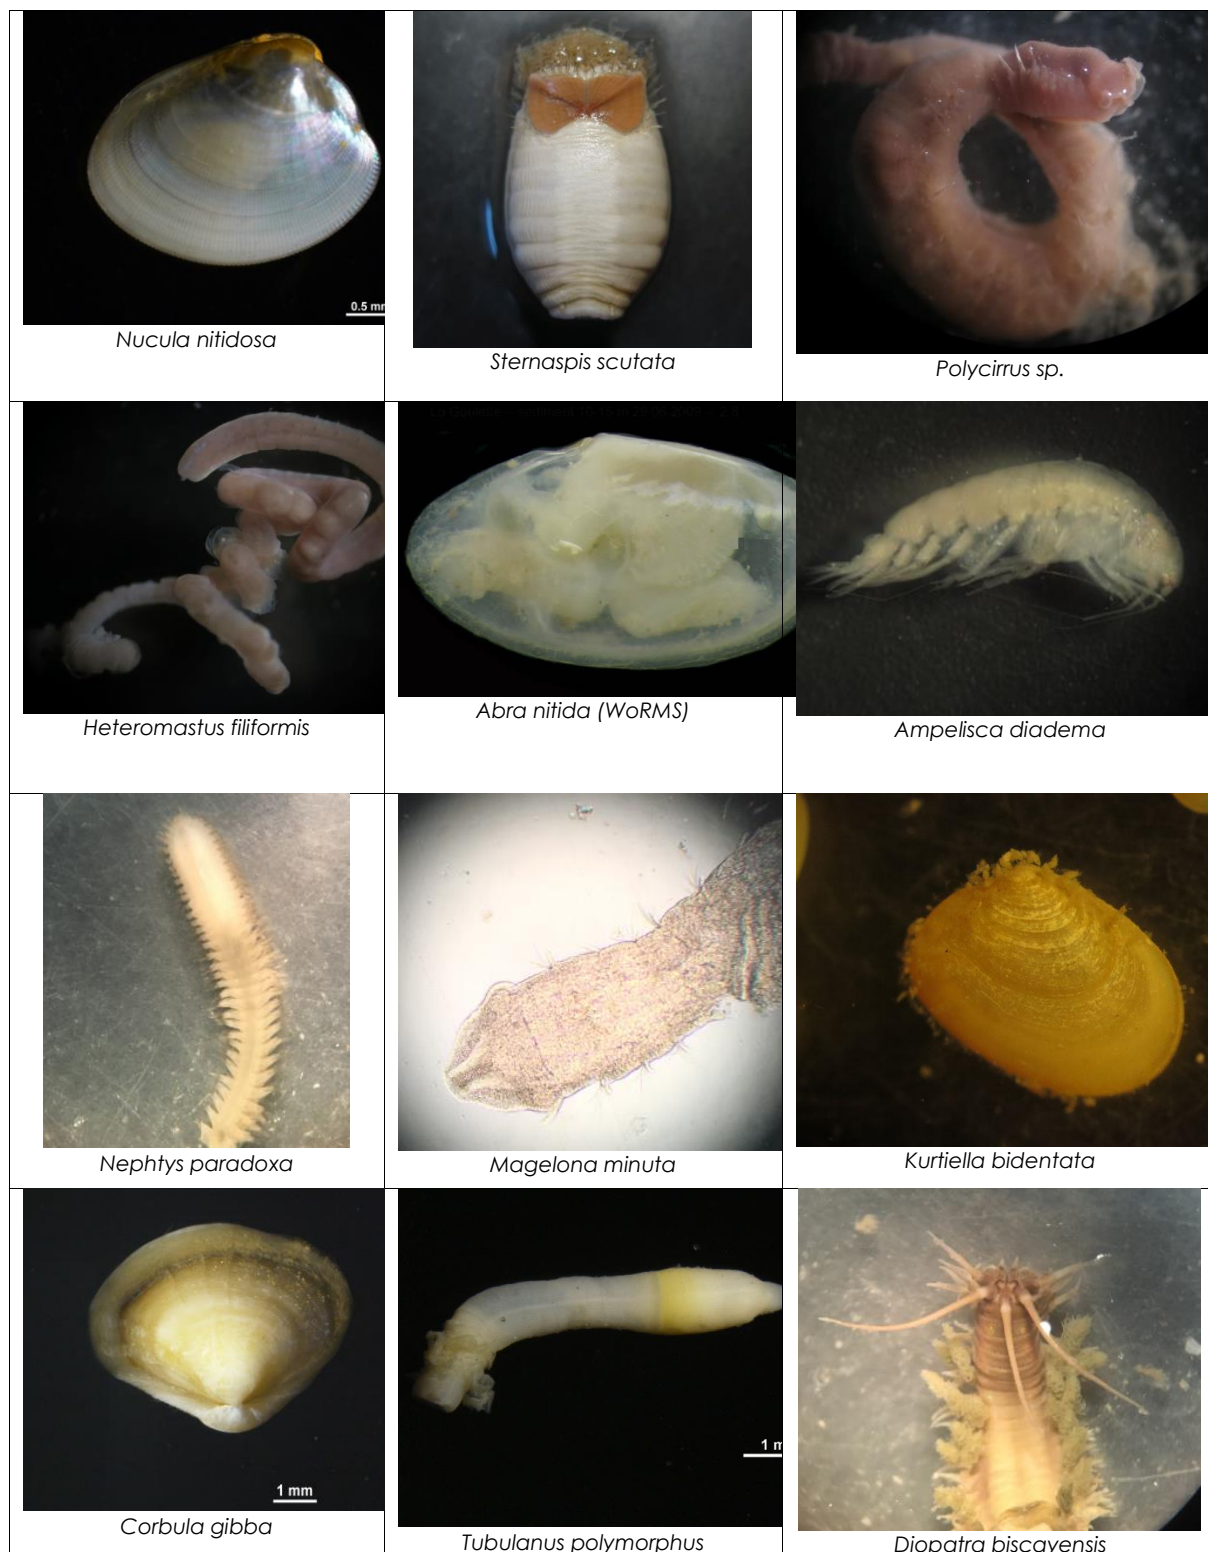 0.5 mm
Nucula nitidosa
Sternaspis scutata
Polycirrus sp.
Heteromastus filiformis
Abra nitida (WoRMS)
Ampelisca diadema
Nephtys paradoxa
Magelona minuta
Kurtiella bidentata
1 mm
Corbula gibba
1 m
Tubulanus polymorphus
Diopatra biscayensis